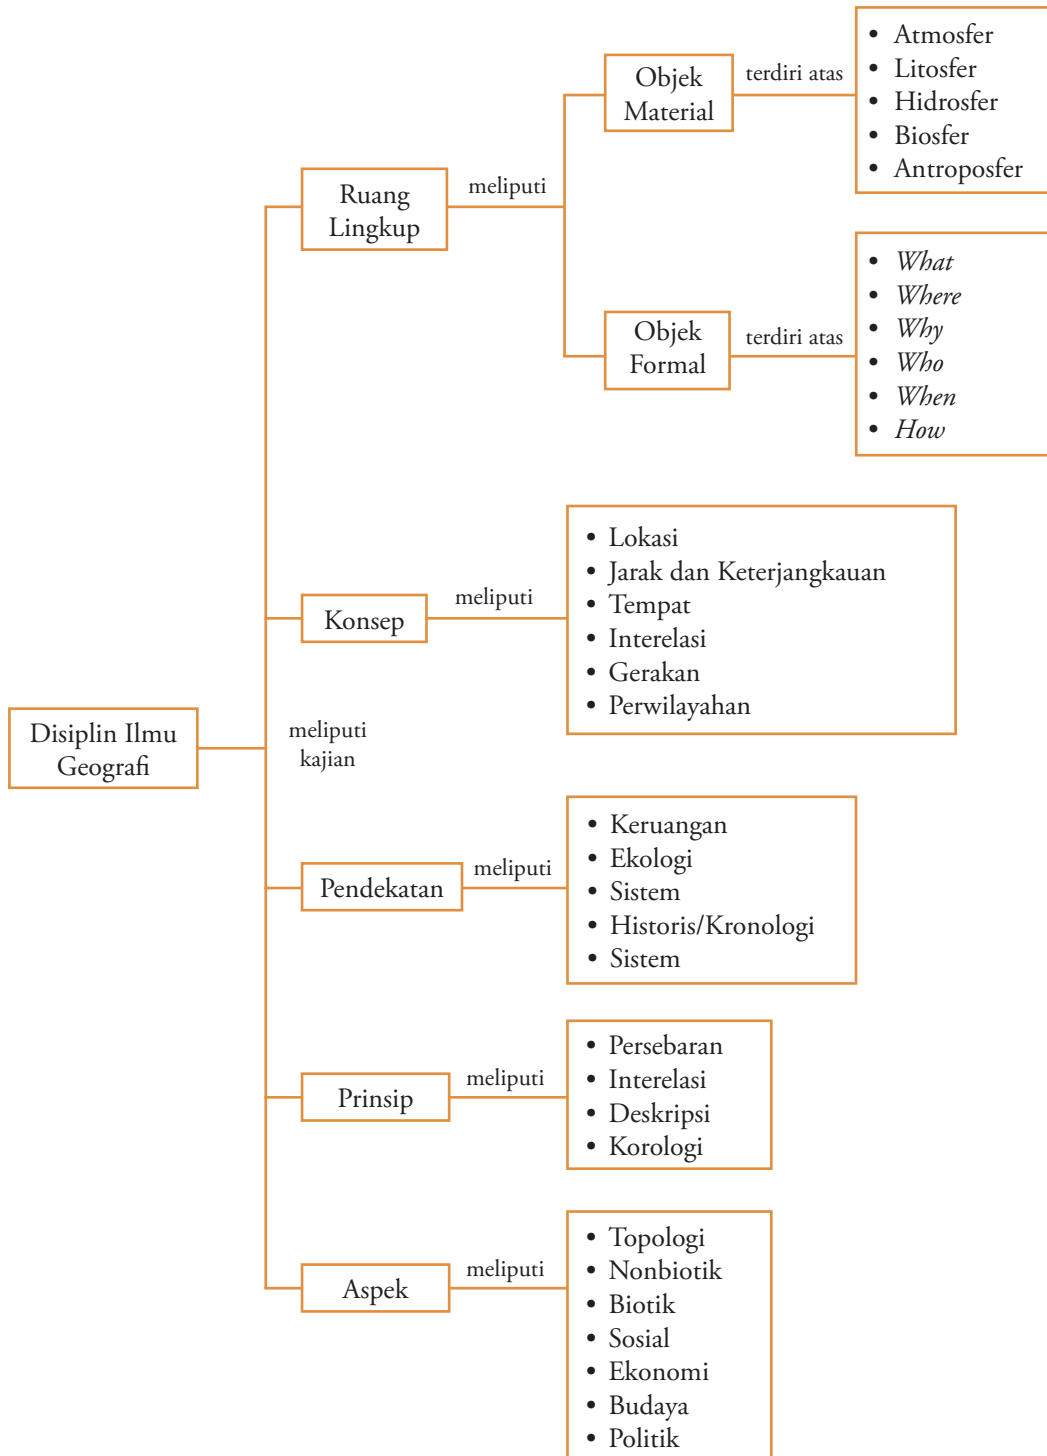 Disiplin Ilmu
Geografi
meliputi
kajian
Ruang
Lingkup
meliputi
Objek
Material
terdiri atas
• Atmosfer
• Litosfer
• Hidrosfer
• Biosfer
• Antroposfer
Objek
Formal
terdiri atas
• What
• Where
• Why
• Who
• When
• How
Konsep
meliputi
• Lokasi
• Jarak dan Keterjangkauan
• Tempat
• Interelasi
• Gerakan
• Perwilayahan
Pendekatan
meliputi
• Keruangan
• Ekologi
• Sistem
• Historis/Kronologi
• Sistem
Prinsip
meliputi
• Persebaran
• Interelasi
• Deskripsi
• Korologi
Aspek
meliputi
• Topologi
• Nonbiotik
• Biotik
• Sosial
• Ekonomi
• Budaya
• Politik